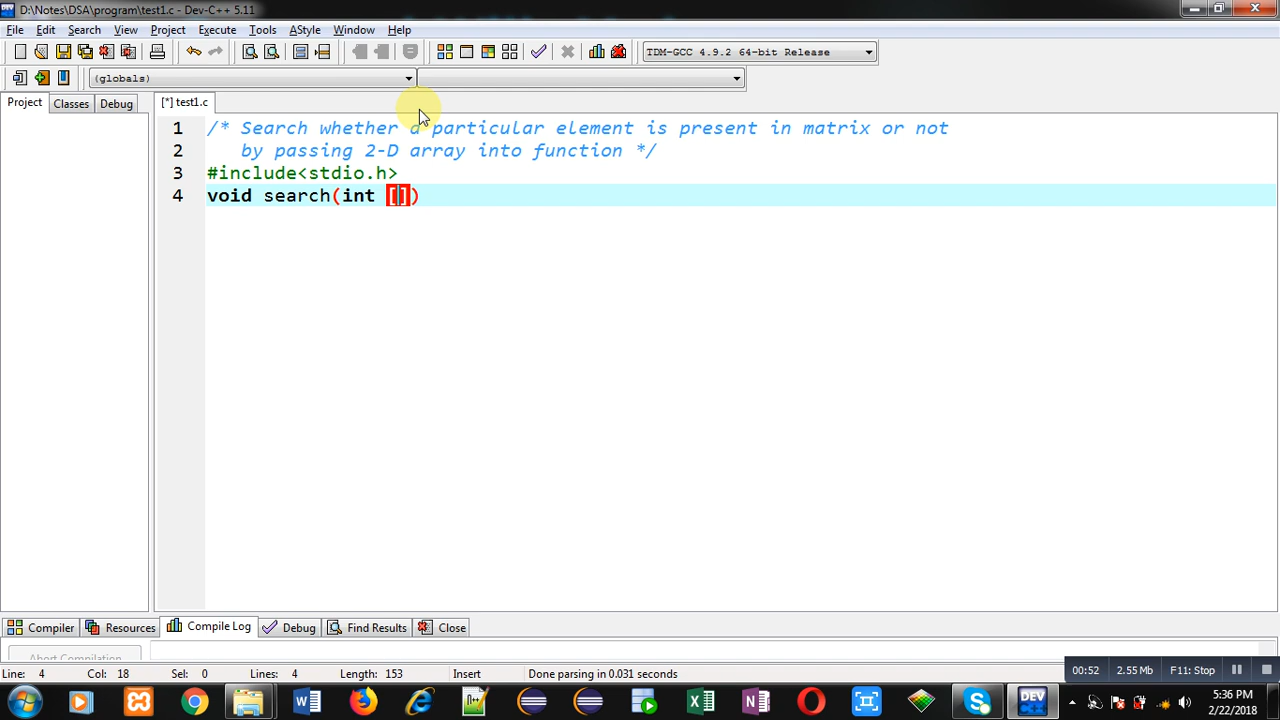 D:\Notes\DSA\program\test1.c - Dev-C++ 5.11
File Edit Search View Project Execute Tools AStyle Window Help
TDM-GCC 4.9.2 64-bit Release
(globals)
Project Classes Debug [*] test1.c
1 /* Search whether a particular element is present in matrix or not
2 by passing 2-D array into function */
3 #include<stdio.h>
4 void search(int [])
Compiler Resources Compile Log Debug Find Results Close
Abort Compilation
Line: 4 Col: 18 Sel: 0 Lines: 4 Length: 153 Insert Done parsing in 0.031 seconds
00:52 2.55 Mb F11: Stop
DEV
5:36 PM
2/22/2018